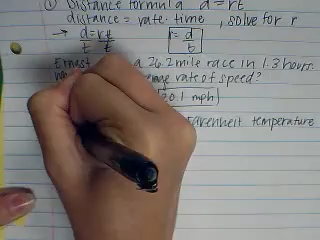 ① Distance formula d = rt
distance = rate · time, solve for r
→ d = rt r = d
t t t
Ernest a 26.2 mile race in 1.3 hours.
rate of speed?
20.1 mph
Fahrenheit temperature